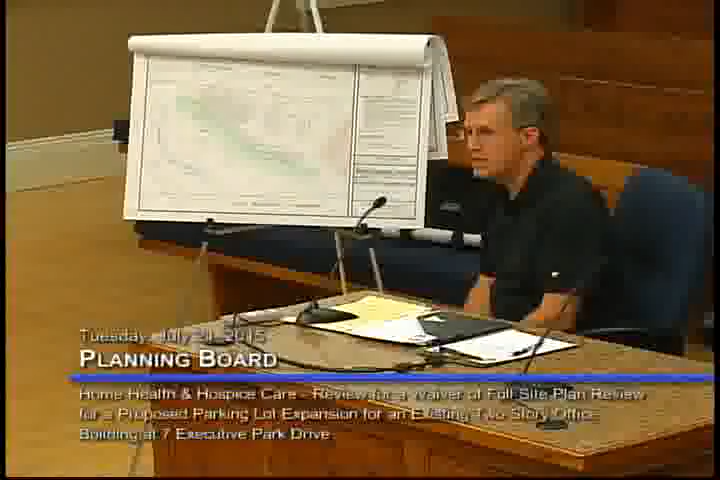 Tuesday, July 21, 2015
PLANNING BOARD
Home Health & Hospice Care - Review for a Waiver of Full Site Plan Review
for a Proposed Parking Lot Expansion for an Existing Two Story Office
Building at 7 Executive Park Drive